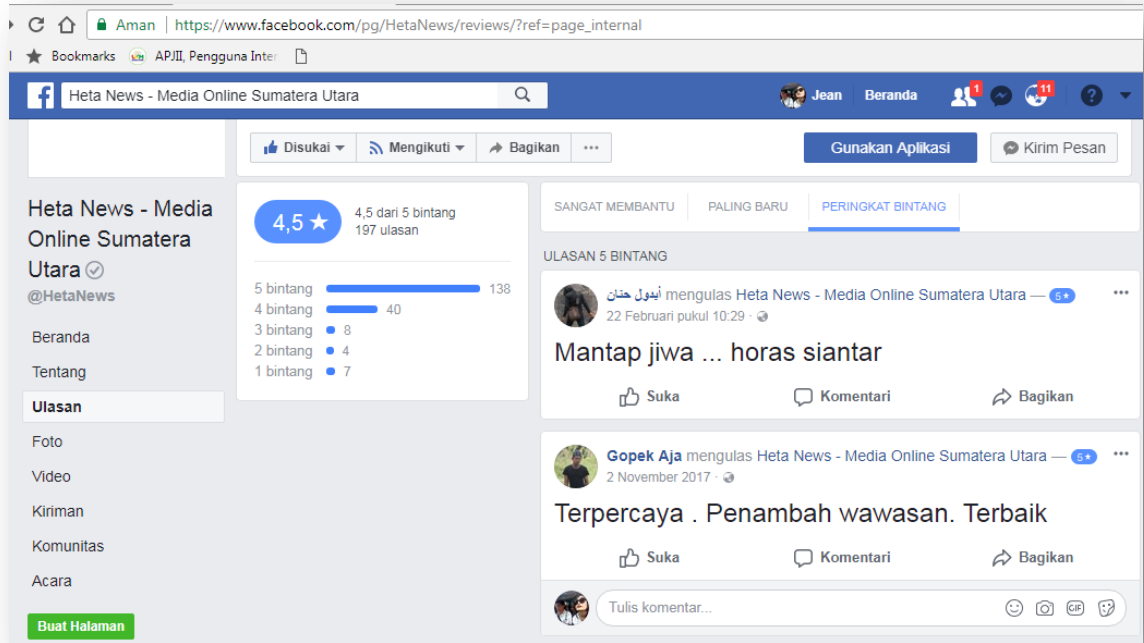 Aman | https://www.facebook.com/pg/HetaNews/reviews/?ref=page_internal
Bookmarks APJII, Pengguna Inter
Heta News - Media Online Sumatera Utara
Jean Beranda 1 11
Disukai Mengikuti Bagikan ... Gunakan Aplikasi Kirim Pesan
Heta News - Media
Online Sumatera
Utara
@HetaNews
Beranda
Tentang
Ulasan
Foto
Video
Kiriman
Komunitas
Acara
Buat Halaman
4,5 ★
4,5 dari 5 bintang
197 ulasan
5 bintang 138
4 bintang 40
3 bintang 8
2 bintang 4
1 bintang 7
SANGAT MEMBANTU PALING BARU PERINGKAT BINTANG
ULASAN 5 BINTANG
أبدول حنان mengulas Heta News - Media Online Sumatera Utara — 5★
22 Februari pukul 10:29 ·
Mantap jiwa ... horas siantar
Suka Komentari Bagikan
Gopek Aja mengulas Heta News - Media Online Sumatera Utara — 5★
2 November 2017 ·
Terpercaya . Penambah wawasan. Terbaik
Suka Komentari Bagikan
Tulis komentar... GIF